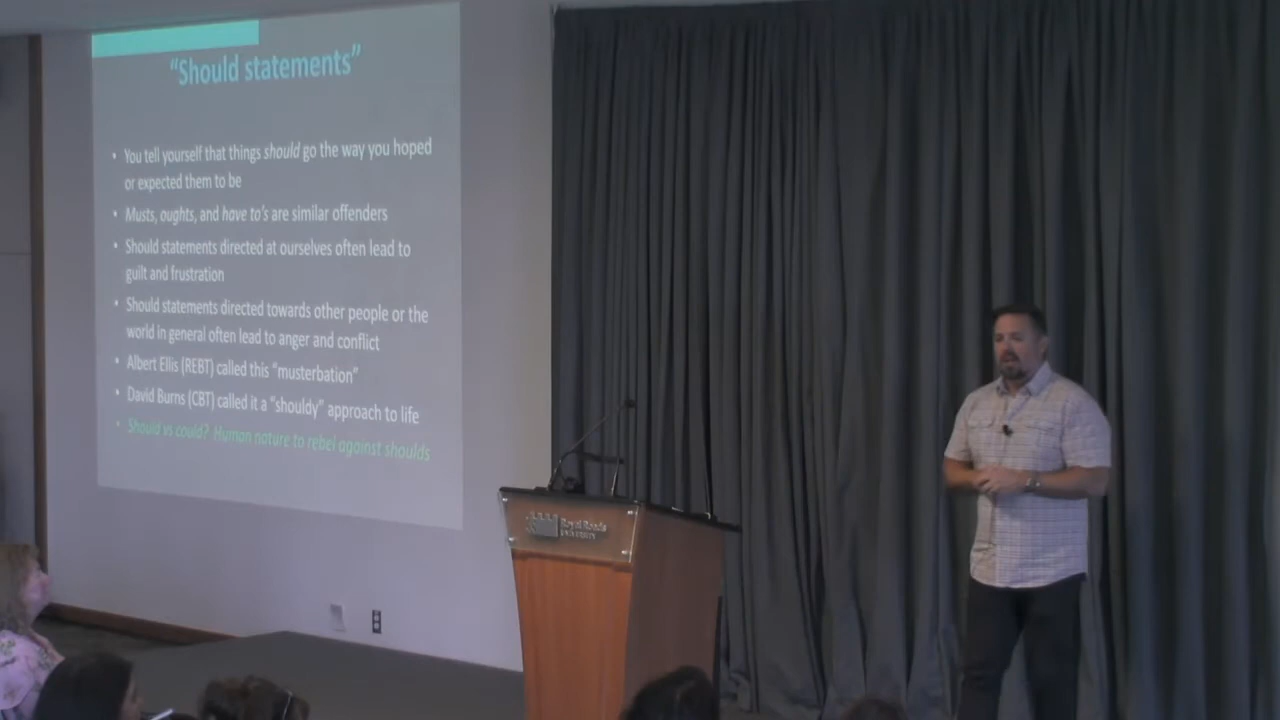 “Should statements”
• You tell yourself that things should go the way you hoped
or expected them to be
• Musts, oughts, and have to's are similar offenders
• Should statements directed at ourselves often lead to
guilt and frustration
• Should statements directed towards other people or the
world in general often lead to anger and conflict
• Albert Ellis (REBT) called this “musterbation”
• David Burns (CBT) called it a “shouldy” approach to life
• Should vs could? Human nature to rebel against shoulds
Royal Roads
UNIVERSITY